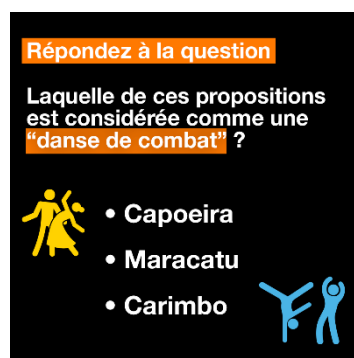 Répondez à la question
Laquelle de ces propositions
est considérée comme une
“danse de combat” ?
• Capoeira
• Maracatu
• Carimbo